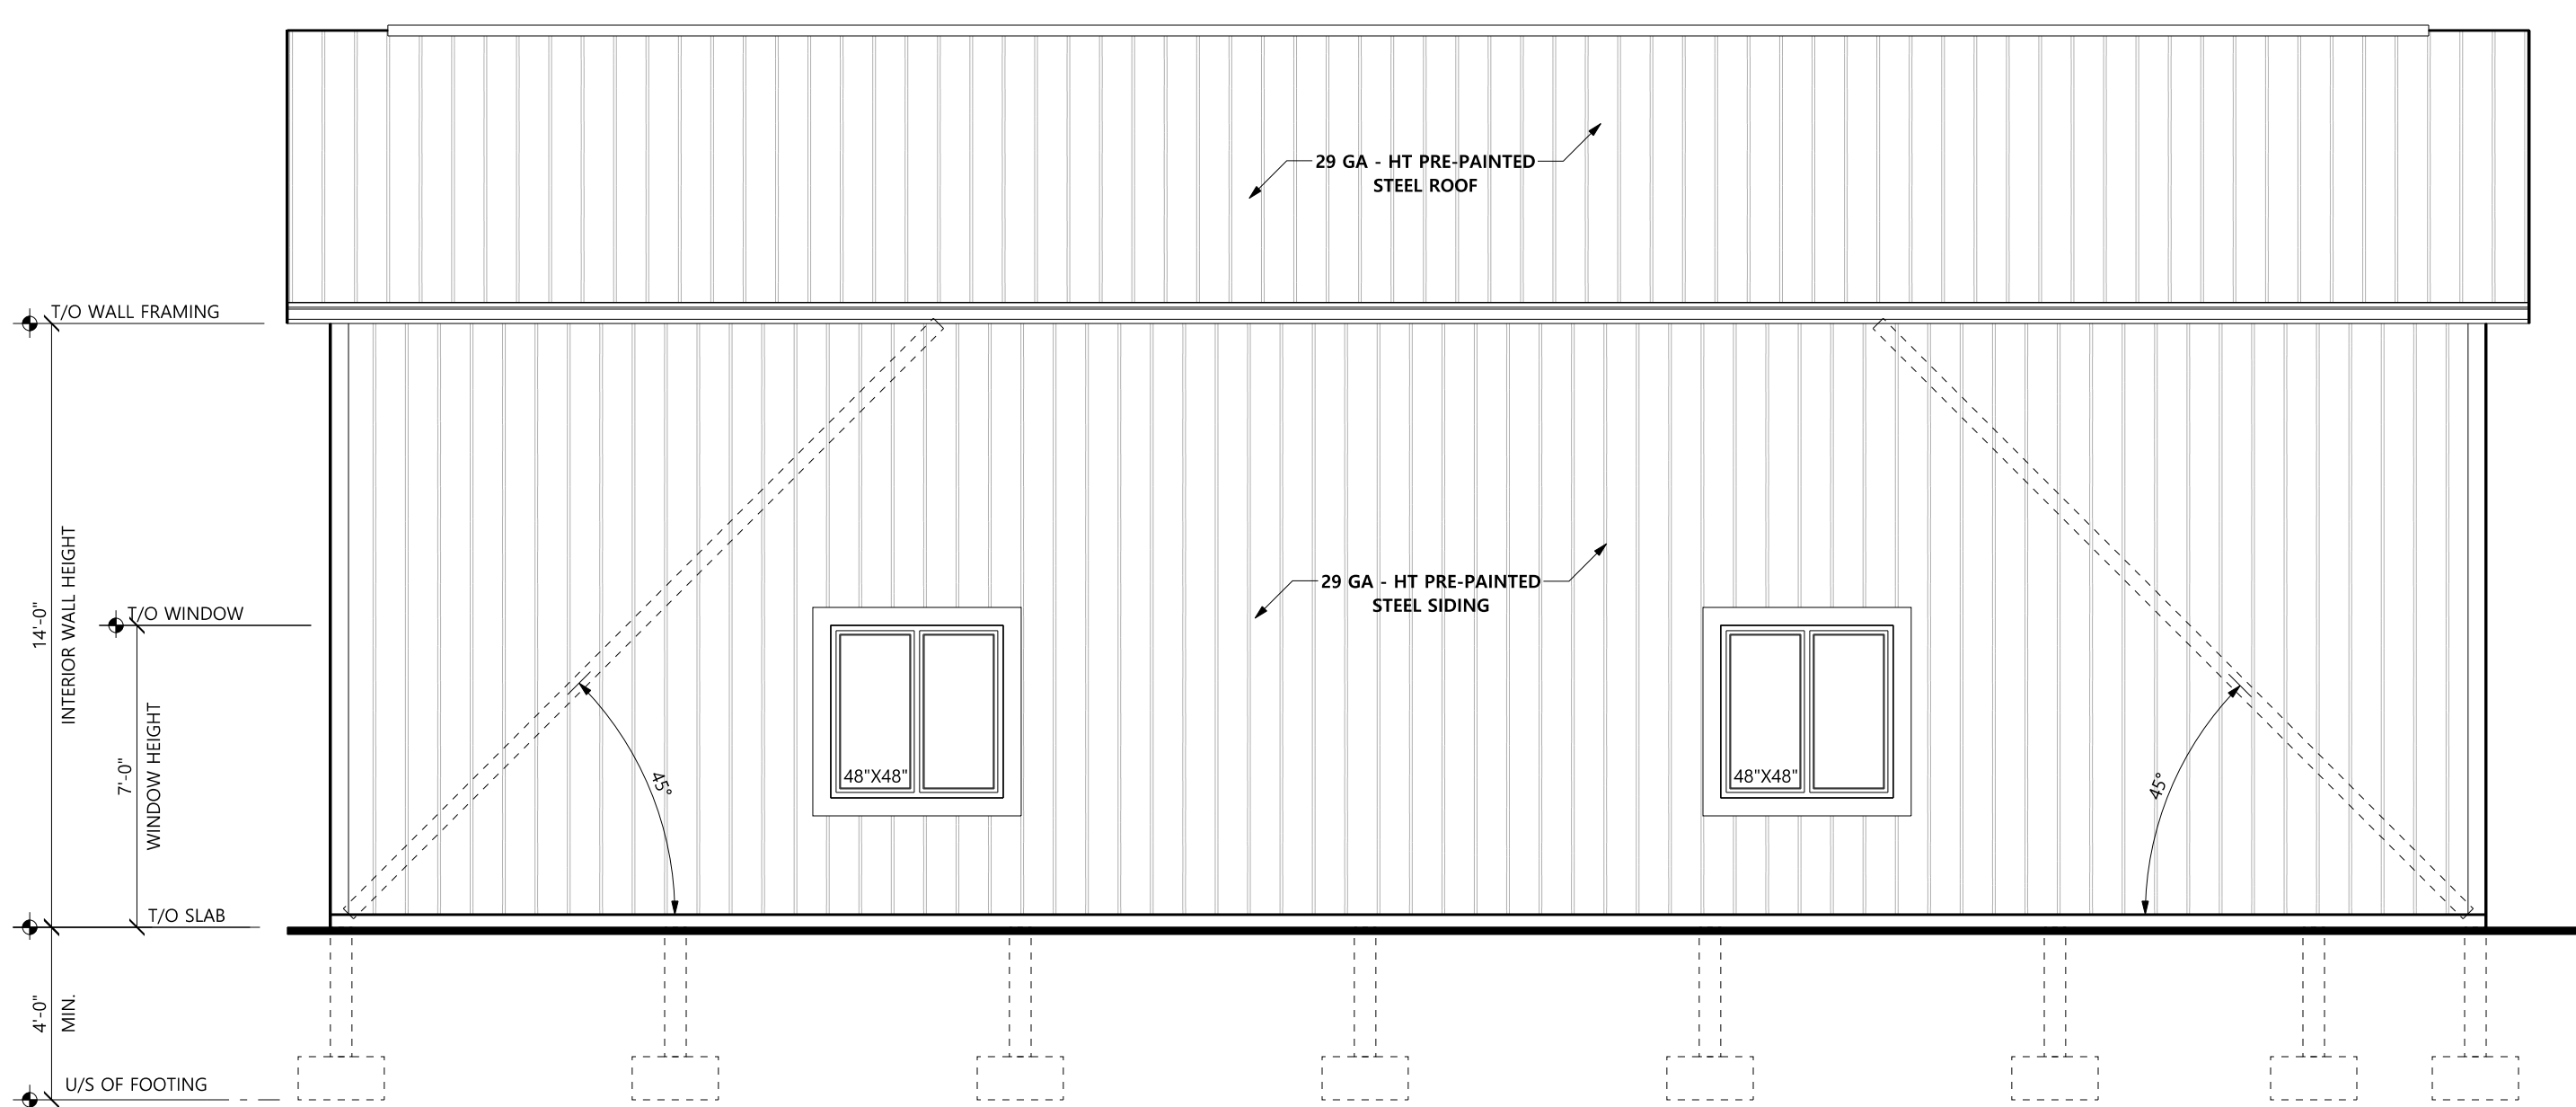 29 GA - HT PRE-PAINTED
STEEL ROOF
T/O WALL FRAMING
14'-0"
INTERIOR WALL HEIGHT
29 GA - HT PRE-PAINTED
STEEL SIDING
T/O WINDOW
7'-0"
WINDOW HEIGHT
45°
48"X48"
48"X48"
45°
T/O SLAB
4'-0"
MIN.
U/S OF FOOTING